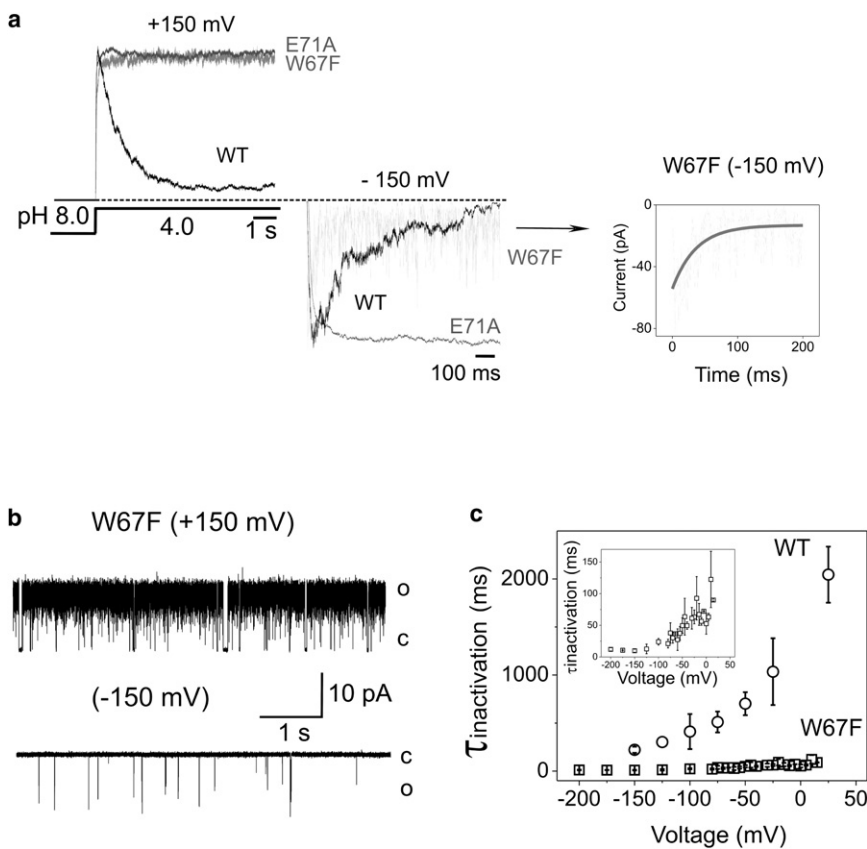 a
+150 mV
E71A
W67F
WT
pH 8.0
4.0
1 s
- 150 mV
W67F
WT
E71A
100 ms
W67F (-150 mV)
Current (pA)
0
-40
-80
0
100
200
Time (ms)
b
W67F (+150 mV)
o
c
(-150 mV)
10 pA
1 s
c
o
c
WT
W67F
τinactivation (ms)
2000
1000
0
-200
-150
-100
-50
0
50
Voltage (mV)
τinactivation (ms)
150
100
50
0
-200
-150
-100
-50
0
50
Voltage (mV)